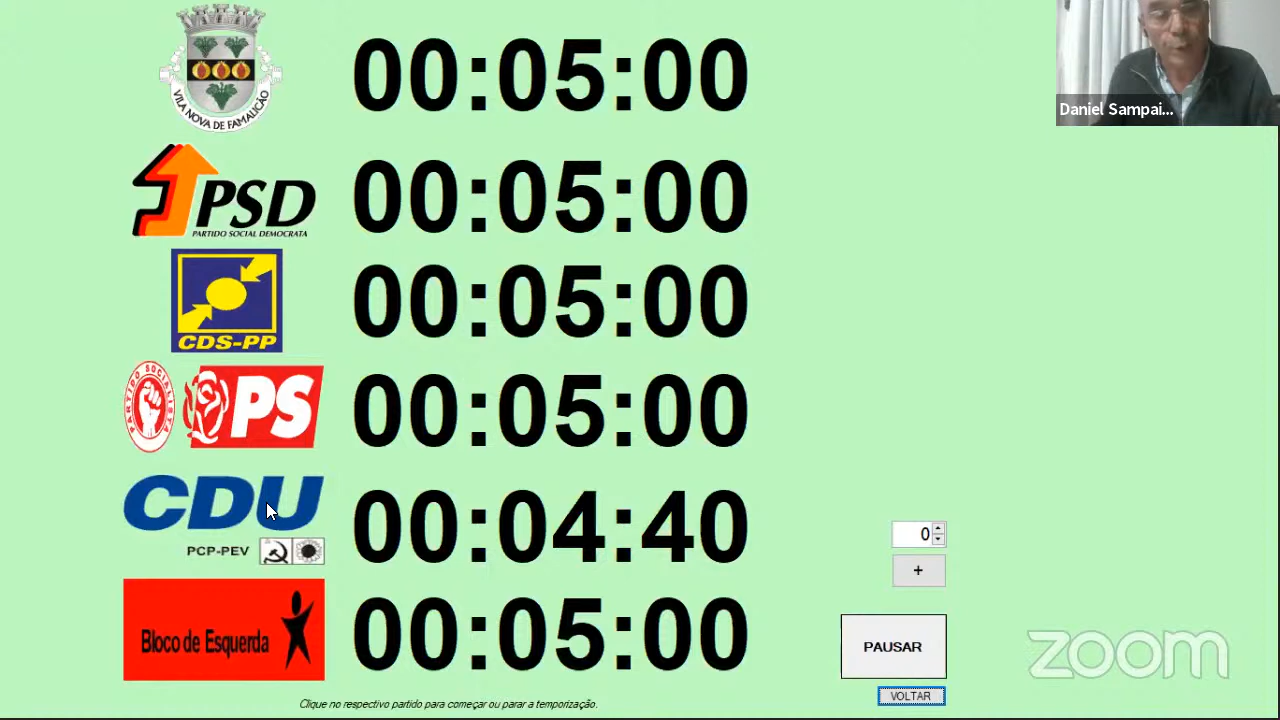 VILA NOVA DE FAMALICÃO
00:05:00
Daniel Sampai...
PSD
PARTIDO SOCIAL DEMOCRATA
00:05:00
CDS-PP
00:05:00
PARTIDO SOCIALISTA
PS
00:05:00
CDU
PCP-PEV
00:04:40
0
+
Bloco de Esquerda
00:05:00
PAUSAR
VOLTAR
zoom
Clique no respectivo partido para começar ou parar a temporização.